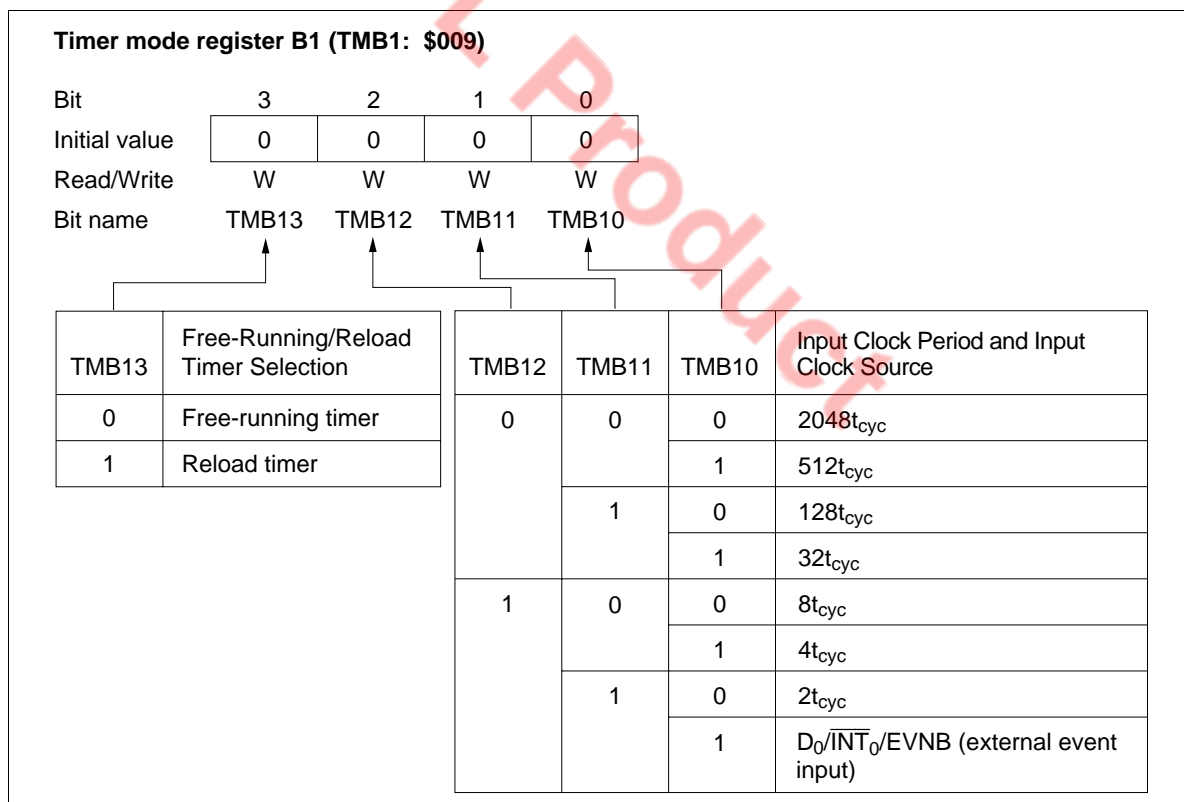 Timer mode register B1 (TMB1: $009)
Bit 3 2 1 0
Initial value 0 0 0 0
Read/Write W W W W
Bit name TMB13 TMB12 TMB11 TMB10
TMB13 Free-Running/Reload Timer Selection
0 Free-running timer
1 Reload timer
TMB12 TMB11 TMB10 Input Clock Period and Input Clock Source
0 0 0 2048tcyc
1 512tcyc
1 0 128tcyc
1 32tcyc
1 0 0 8tcyc
1 4tcyc
1 0 2tcyc
1 D0/INT0/EVNB (external event input)
L Product